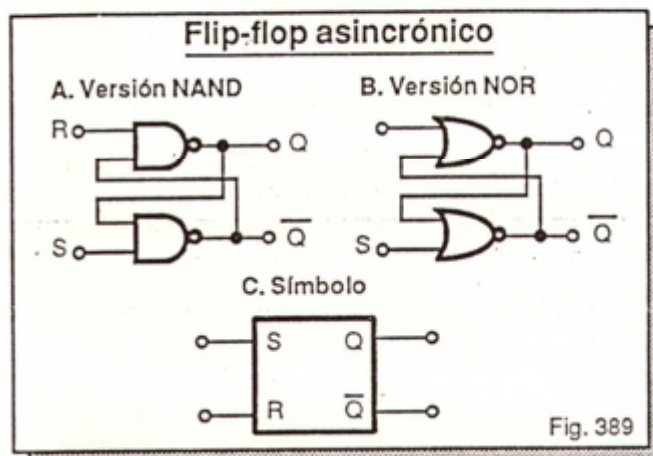 Flip-flop asincrónico
A. Versión NAND
B. Versión NOR
R
Q
Q
S
Q
S
Q
C. Símbolo
S
Q
R
Q
Fig. 389